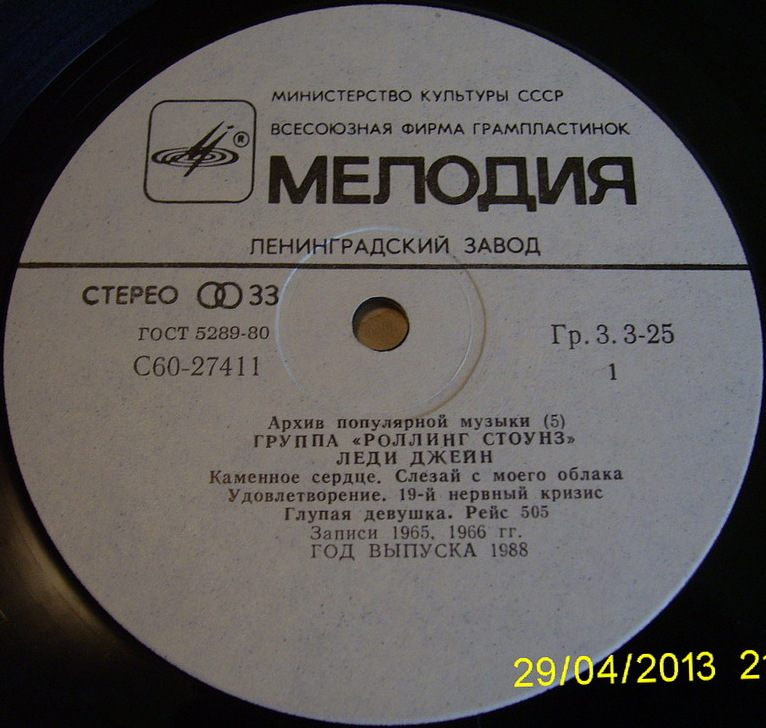 МИНИСТЕРСТВО КУЛЬТУРЫ СССР
ВСЕСОЮЗНАЯ ФИРМА ГРАМПЛАСТИНОК
®
МЕЛОДИЯ
ЛЕНИНГРАДСКИЙ ЗАВОД
СТЕРЕО 33
ГОСТ 5289-80
С60-27411
Гр. 3. 3-25
1
Архив популярной музыки (5)
ГРУППА «РОЛЛИНГ СТОУНЗ»
ЛЕДИ ДЖЕЙН
Каменное сердце. Слезай с моего облака
Удовлетворение. 19-й нервный кризис
Глупая девушка. Рейс 505
Записи 1965, 1966 гг.
ГОД ВЫПУСКА 1988
29/04/2013